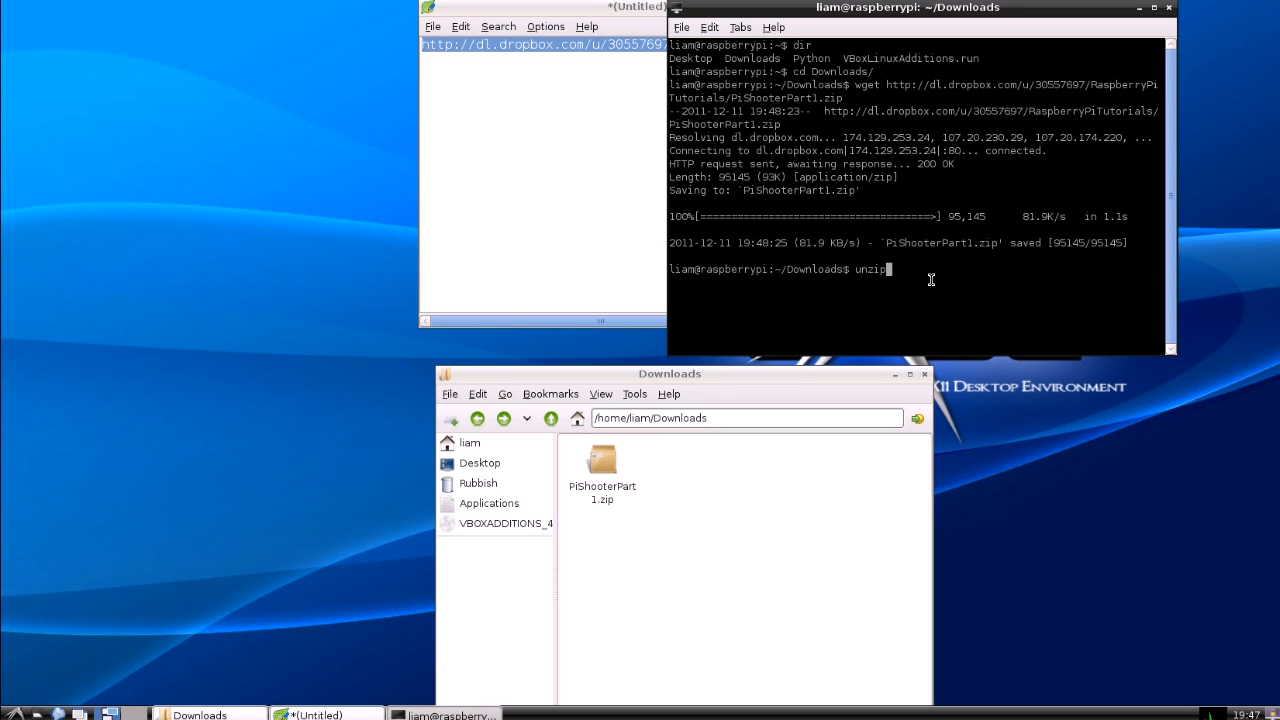 *(Untitled)
File Edit Search Options Help
http://dl.dropbox.com/u/30557697
liam@raspberrypi: ~/Downloads
File Edit Tabs Help
liam@raspberrypi:~$ dir
Desktop Downloads Python VBoxLinuxAdditions.run
liam@raspberrypi:~$ cd Downloads/
liam@raspberrypi:~/Downloads$ wget http://dl.dropbox.com/u/30557697/RaspberryPi
Tutorials/PiShooterPart1.zip
--2011-12-11 19:48:23-- http://dl.dropbox.com/u/30557697/RaspberryPiTutorials/
PiShooterPart1.zip
Resolving dl.dropbox.com... 174.129.253.24, 107.20.230.29, 107.20.174.220, ...
Connecting to dl.dropbox.com|174.129.253.24|:80... connected.
HTTP request sent, awaiting response... 200 OK
Length: 95145 (93K) [application/zip]
Saving to: `PiShooterPart1.zip'
100%[======================================>] 95,145 81.9K/s in 1.1s
2011-12-11 19:48:25 (81.9 KB/s) - `PiShooterPart1.zip' saved [95145/95145]
liam@raspberrypi:~/Downloads$ unzip
X11 DESKTOP ENVIRONMENT
Downloads
File Edit Go Bookmarks View Tools Help
/home/liam/Downloads
liam
Desktop
Rubbish
Applications
VBOXADDITIONS_4
PiShooterPart
1.zip
Downloads *(Untitled) liam@raspberry... 19:47